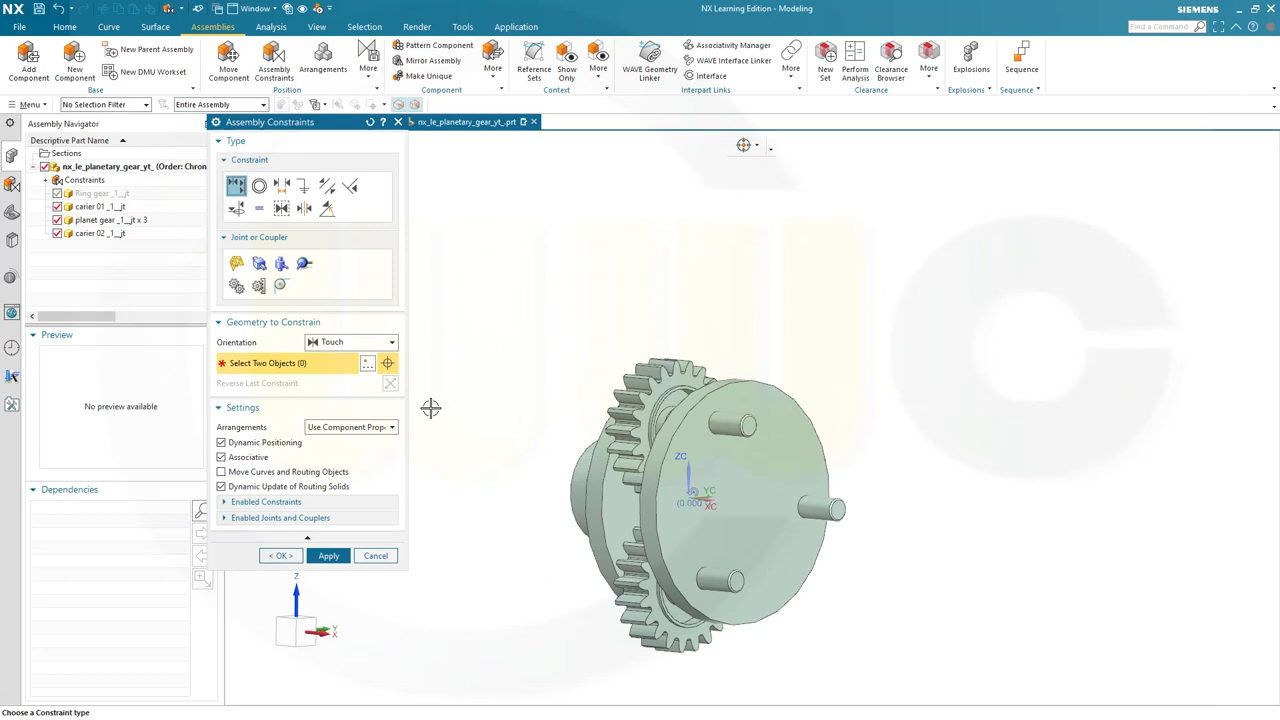 NX
Window
NX Learning Edition - Modeling
SIEMENS
File
Home
Curve
Surface
Assemblies
Analysis
View
Selection
Render
Tools
Application
Find a Command
Add Component
New Component
New Parent Assembly
New DMU Workset
Base
Move Component
Assembly Constraints
Arrangements
More
Position
Pattern Component
Mirror Assembly
Make Unique
More
Component
Reference Sets
Show Only
More
Context
WAVE Geometry Linker
Associativity Manager
WAVE Interface Linker
Interface
More
Interpart Links
New Set
Perform Analysis
Clearance Browser
More
Clearance
Explosions
Explosions
Sequence
Sequence
Menu
No Selection Filter
Entire Assembly
Assembly Navigator
Descriptive Part Name
Sections
nx_le_planetary_gear_yt_ (Order: Chron
Constraints
Ring gear _1__jt
carier 01 _1__jt
planet gear _1__jt x 3
carier 02 _1__jt
Preview
No preview available
Dependencies
Assembly Constraints
nx_le_planetary_gear_yt_.prt
Type
Constraint
Joint or Coupler
Geometry to Constrain
Orientation
Touch
* Select Two Objects (0)
Reverse Last Constraint
Settings
Arrangements
Use Component Prop
Dynamic Positioning
Associative
Move Curves and Routing Objects
Dynamic Update of Routing Solids
Enabled Constraints
Enabled Joints and Couplers
< OK >
Apply
Cancel
ZC
YC
XC
(0.000
Z
Y
X
Choose a Constraint type